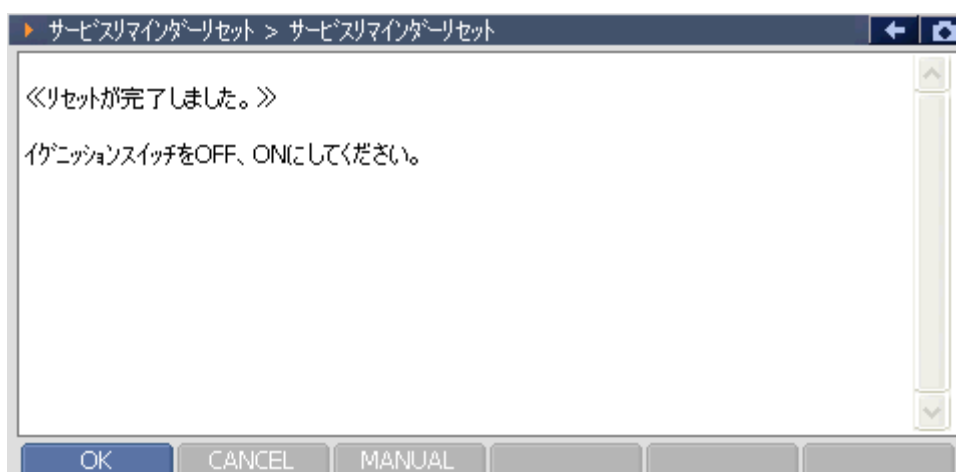 サービスリマインダーリセット > サービスリマインダーリセット
≪リセットが完了しました。≫
イグニッションスイッチをOFF、ONにしてください。
OK CANCEL MANUAL